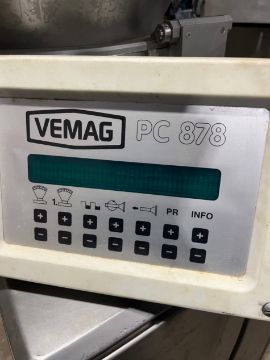 VEMAG PC 878
1. PR INFO
+ + + + + + +
- - - - - - -